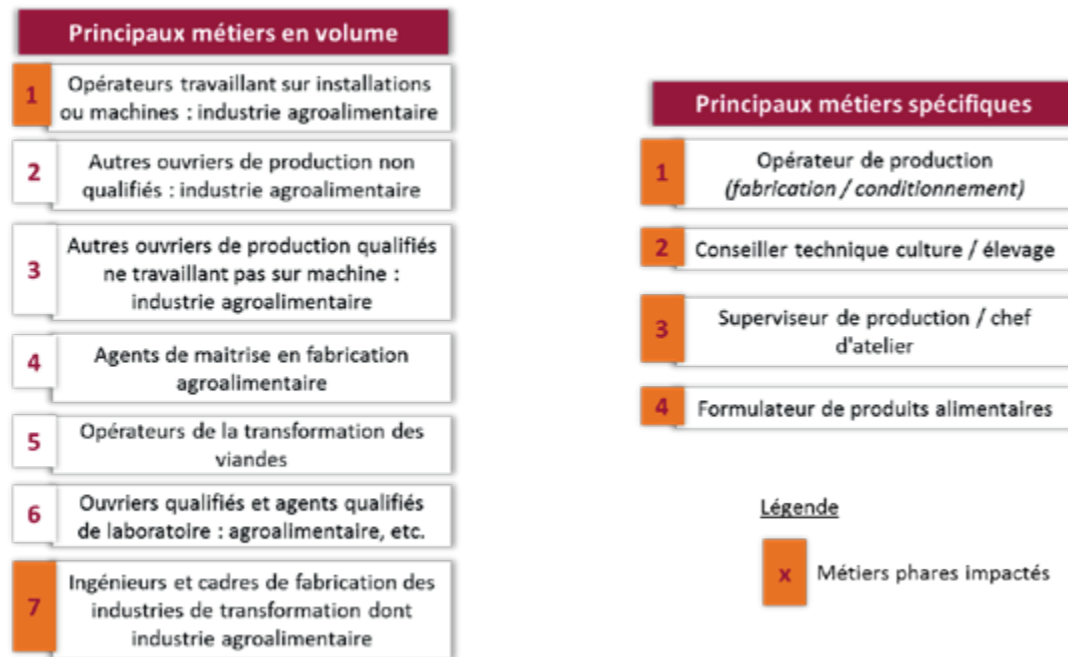 Principaux métiers en volume
1
Opérateurs travaillant sur installations
ou machines : industrie agroalimentaire
2
Autres ouvriers de production non
qualifiés : industrie agroalimentaire
3
Autres ouvriers de production qualifiés
ne travaillant pas sur machine :
industrie agroalimentaire
4
Agents de maitrise en fabrication
agroalimentaire
5
Opérateurs de la transformation des
viandes
6
Ouvriers qualifiés et agents qualifiés
de laboratoire : agroalimentaire, etc.
7
Ingénieurs et cadres de fabrication des
industries de transformation dont
industrie agroalimentaire
Principaux métiers spécifiques
1
Opérateur de production
(fabrication / conditionnement)
2
Conseiller technique culture / élevage
3
Superviseur de production / chef
d'atelier
4
Formulateur de produits alimentaires
Légende
x
Métiers phares impactés